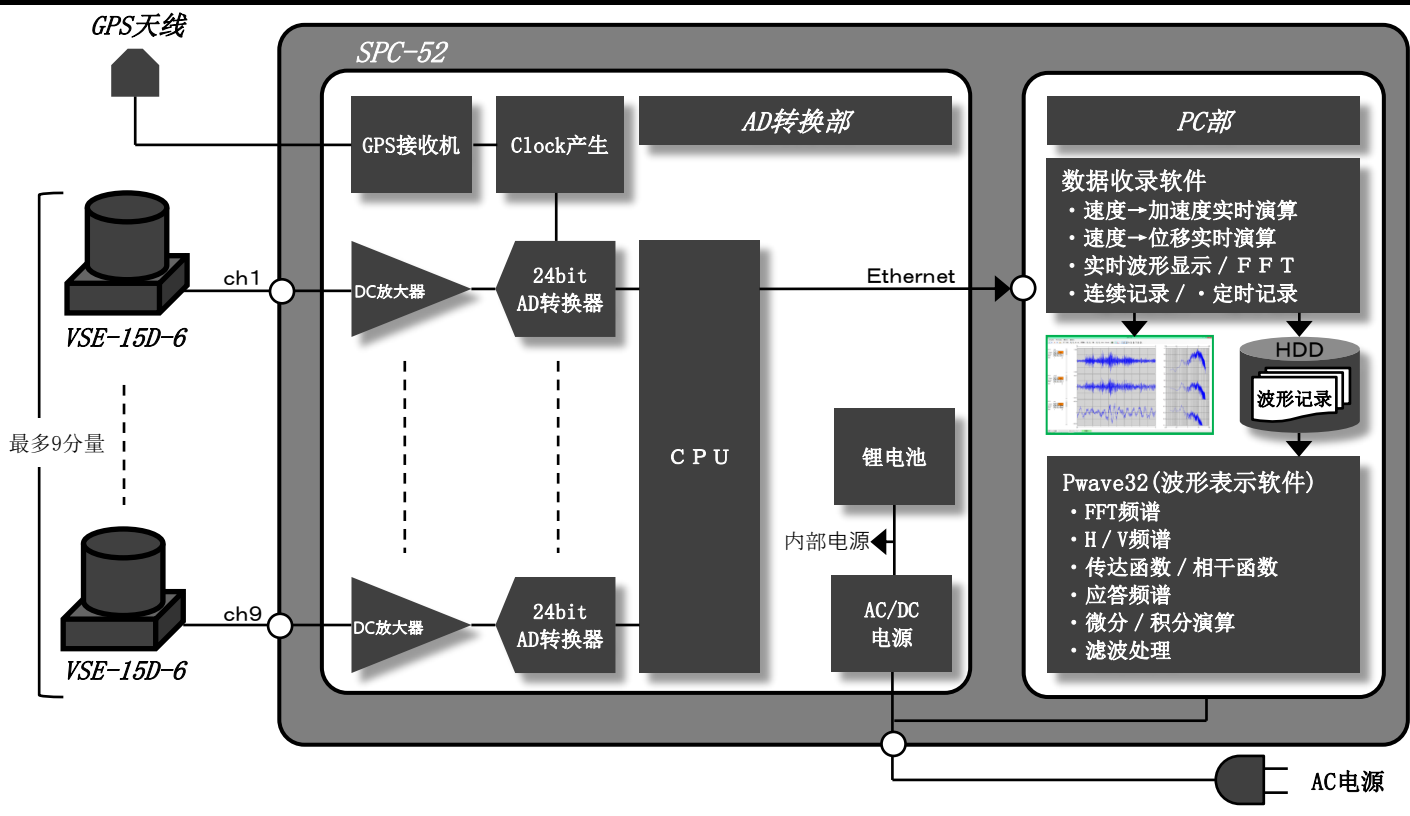 GPS天线
SPC-52
GPS接收机
Clock产生
AD转换部
PC部
数据收录软件
・速度→加速度实时演算
・速度→位移实时演算
・实时波形显示/ＦＦＴ
・连续记录/・定时记录
ch1
DC放大器
24bit
AD转换器
Ethernet
VSE-15D-6
HDD
波形记录
最多9分量
ＣＰＵ
锂电池
内部电源
Pwave32(波形表示软件)
・FFT频谱
・H/V频谱
・传达函数/相干函数
・应答频谱
・微分/积分演算
・滤波处理
ch9
DC放大器
24bit
AD转换器
AC/DC
电源
VSE-15D-6
AC电源